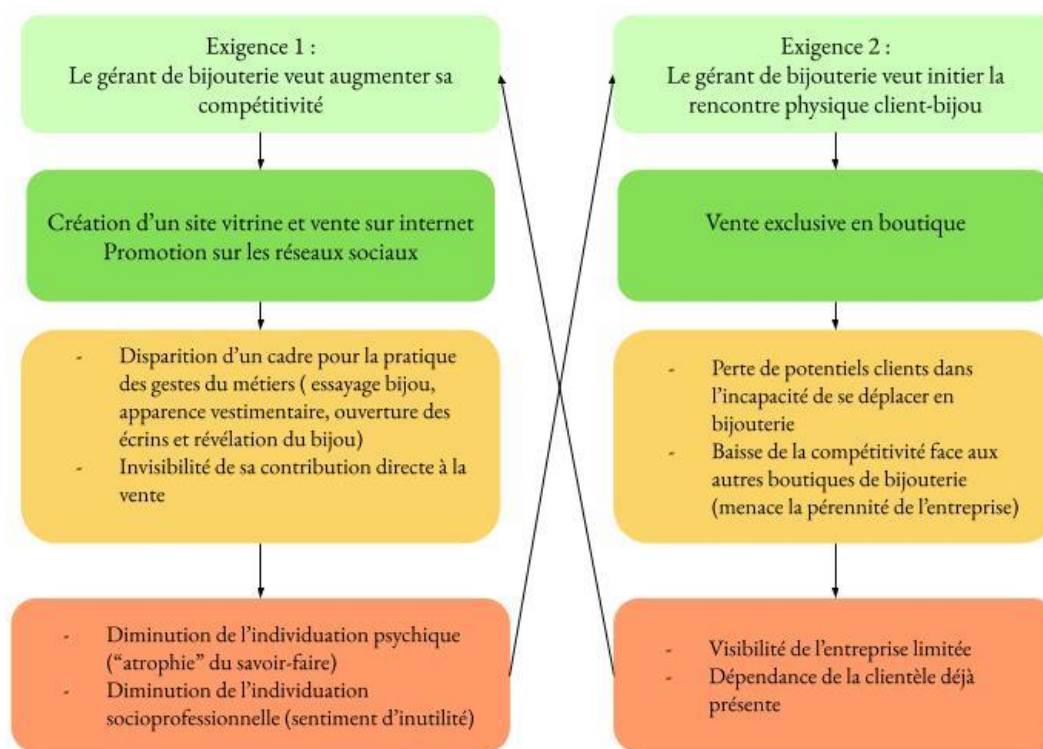 Exigence 1 :
Le gérant de bijouterie veut augmenter sa
compétitivité
Création d'un site vitrine et vente sur internet
Promotion sur les réseaux sociaux
- Disparition d'un cadre pour la pratique
des gestes du métiers ( essayage bijou,
apparence vestimentaire, ouverture des
écrins et révélation du bijou)
- Invisibilité de sa contribution directe à la
vente
- Diminution de l'individuation psychique
("atrophie" du savoir-faire)
- Diminution de l'individuation
socioprofessionnelle (sentiment d'inutilité)
Exigence 2 :
Le gérant de bijouterie veut initier la
rencontre physique client-bijou
Vente exclusive en boutique
- Perte de potentiels clients dans
l'incapacité de se déplacer en
bijouterie
- Baisse de la compétitivité face aux
autres boutiques de bijouterie
(menace la pérennité de l'entreprise)
- Visibilité de l'entreprise limitée
- Dépendance de la clientèle déjà
présente